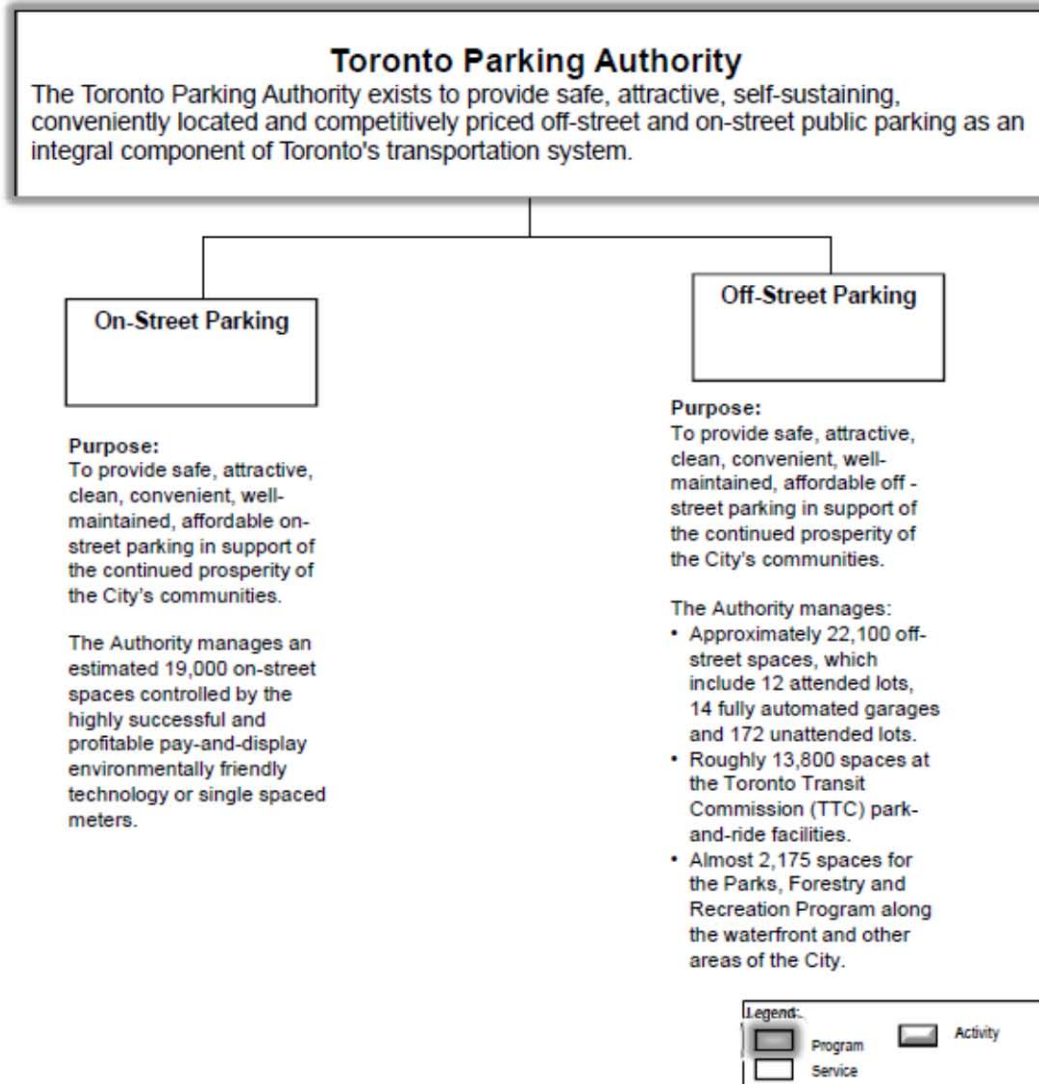 Toronto Parking Authority
The Toronto Parking Authority exists to provide safe, attractive, self-sustaining,
conveniently located and competitively priced off-street and on-street public parking as an
integral component of Toronto's transportation system.
On-Street Parking
Purpose:
To provide safe, attractive,
clean, convenient, well-
maintained, affordable on-
street parking in support of
the continued prosperity of
the City's communities.
The Authority manages an
estimated 19,000 on-street
spaces controlled by the
highly successful and
profitable pay-and-display
environmentally friendly
technology or single spaced
meters.
Off-Street Parking
Purpose:
To provide safe, attractive,
clean, convenient, well-
maintained, affordable off -
street parking in support of
the continued prosperity of
the City's communities.
The Authority manages:
• Approximately 22,100 off-
street spaces, which
include 12 attended lots,
14 fully automated garages
and 172 unattended lots.
• Roughly 13,800 spaces at
the Toronto Transit
Commission (TTC) park-
and-ride facilities.
• Almost 2,175 spaces for
the Parks, Forestry and
Recreation Program along
the waterfront and other
areas of the City.
Legend:
Program
Activity
Service